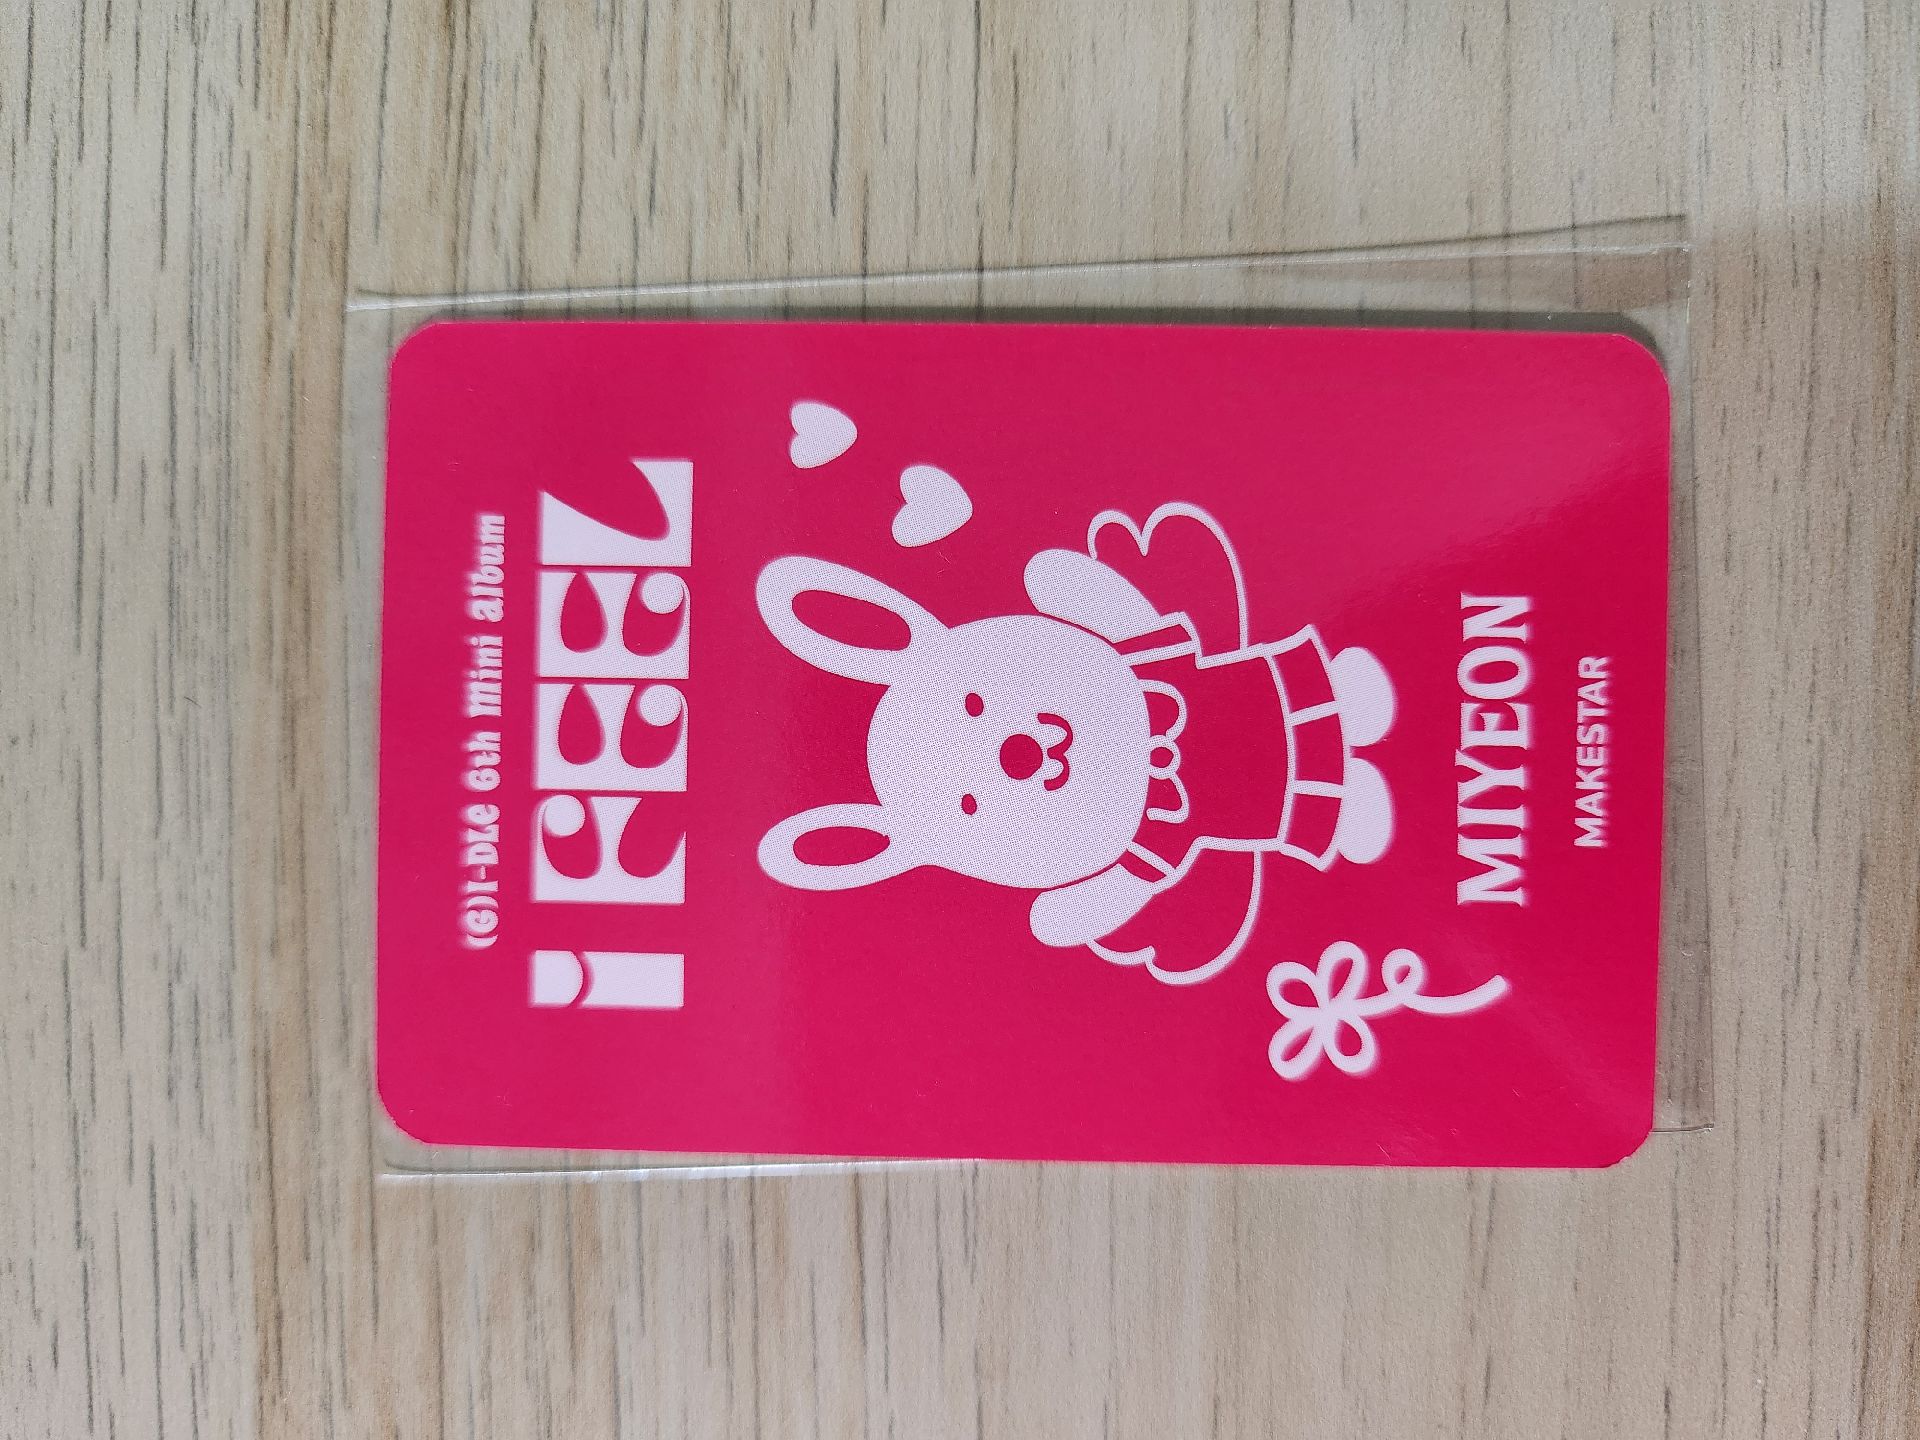 (G)I-DLE 6th Mini Album
I FEEL
MIYEON
MAKESTAR